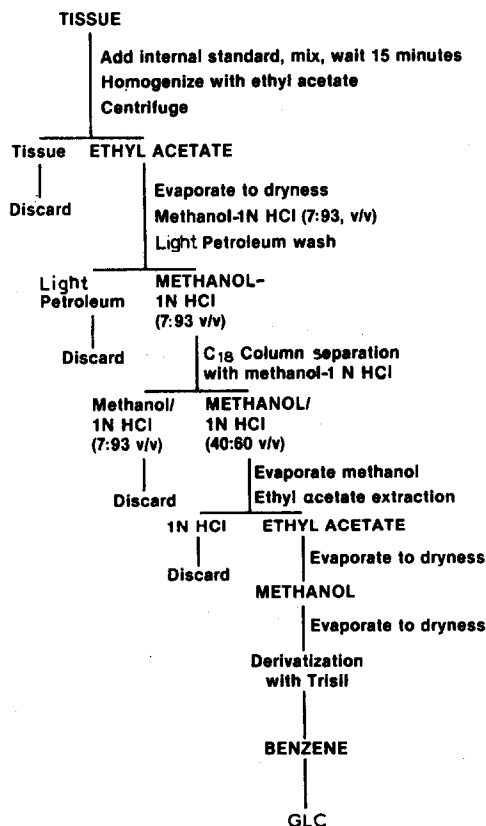 TISSUE
Add internal standard, mix, wait 15 minutes
Homogenize with ethyl acetate
Centrifuge
Tissue ETHYL ACETATE
Discard
Evaporate to dryness
Methanol-1N HCl (7:93, v/v)
Light Petroleum wash
Light
Petroleum
METHANOL-
1N HCl
(7:93 v/v)
Discard
C18 Column separation
with methanol-1 N HCl
Methanol/
1N HCl
(7:93 v/v)
METHANOL/
1N HCl
(40:60 v/v)
Discard
Evaporate methanol
Ethyl acetate extraction
1N HCl ETHYL ACETATE
Discard
Evaporate to dryness
METHANOL
Evaporate to dryness
Derivatization
with Trisil
BENZENE
GLC